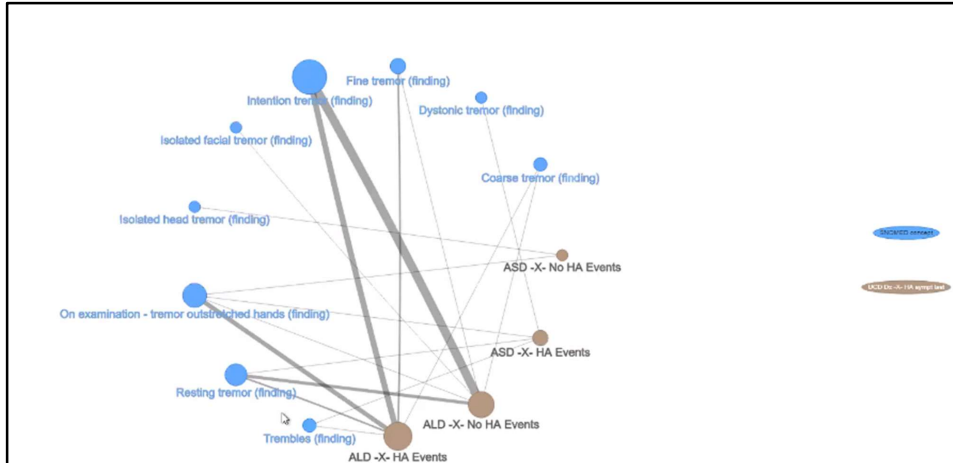 Fine tremor (finding)
Intention tremor (finding)
Dystonic tremor (finding)
Isolated facial tremor (finding)
Coarse tremor (finding)
Isolated head tremor (finding)
SNOMED concept
ASD -X- No HA Events
On examination - tremor outstretched hands (finding)
ASD -X- HA Events
Resting tremor (finding)
ALD -X- No HA Events
Trembles (finding)
ALD -X- HA Events